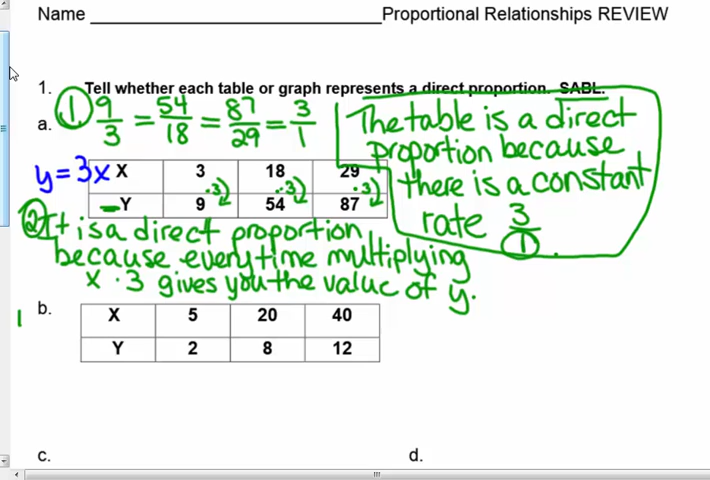 Name ______________________________ Proportional Relationships REVIEW
1. Tell whether each table or graph represents a direct proportion. SABL.
a. 1. 9/3 = 54/18 = 87/29 = 3/1
The table is a direct
proportion because
there is a constant
rate 3/1.
y = 3x
X 3 18 29
·3) ·3) ·3)
Y 9 54 87
2. It is a direct proportion
because everytime multiplying
x · 3 gives you the value of y.
1 b.
X 5 20 40
Y 2 8 12
c. d.